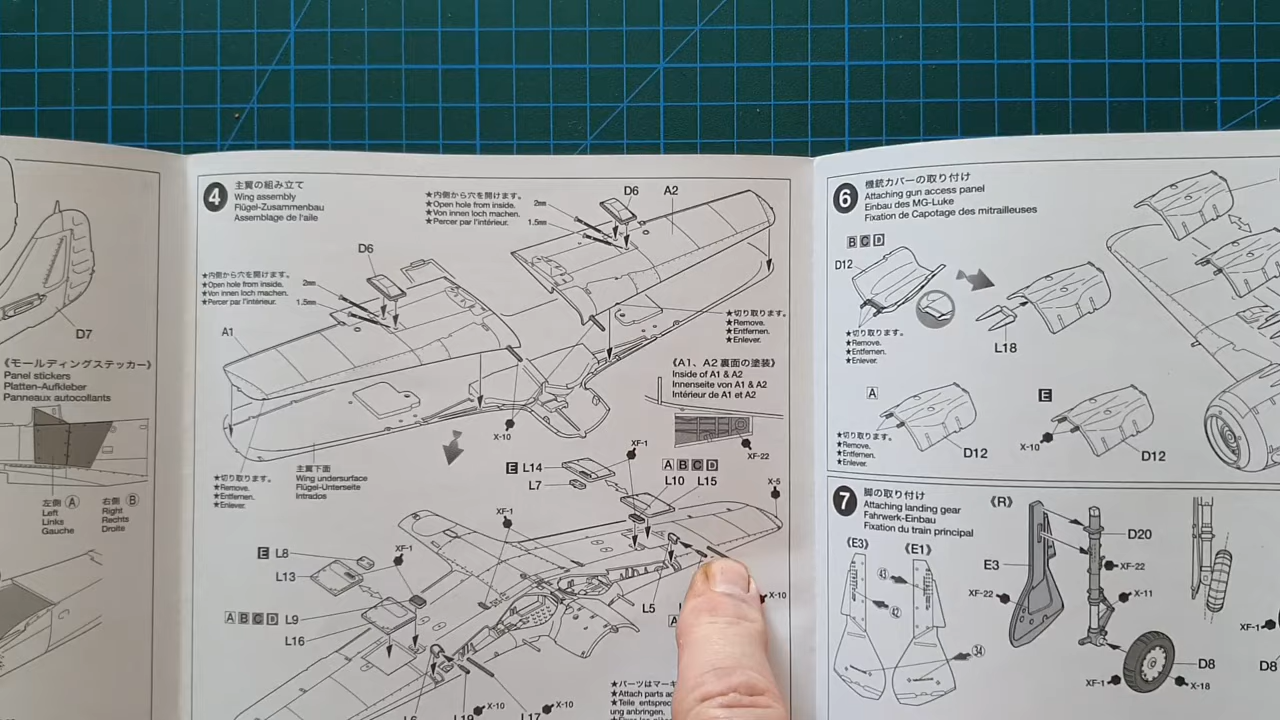 D7
《モールディングステッカー》
Panel stickers
Platten-Aufkleber
Panneaux autocollants
左側 Ⓐ
Left
Links
Gauche
右側 Ⓑ
Right
Rechts
Droite
4
主翼の組み立て
Wing assembly
Flügel-Zusammenbau
Assemblage de l'aile
★内側から穴を開けます。
★Open hole from inside.
★Von innen loch machen.
★Percer par l'intérieur.
2mm
1.5mm
D6
A2
D6
★内側から穴を開けます。
★Open hole from inside.
★Von innen loch machen.
★Percer par l'intérieur.
2mm
1.5mm
A1
★切り取ります。
★Remove.
★Entfernen.
★Enlever.
《A1、A2 裏面の塗装》
Inside of A1 & A2
Innenseite von A1 & A2
Intérieur de A1 et A2
XF-22
X-10
★切り取ります。
★Remove.
★Entfernen.
★Enlever.
主翼下面
Wing undersurface
Flügel-Unterseite
Intrados
E L14
L7
XF-1
A B C D
L10 L15
X-5
XF-1
XF-1
E L8
L13
A B C D L9
L16
L5
X-10
L6
L19
X-10
L17
X-10
★パーツはマーキ
★Attach parts ac
★Teile entsprec
ung anbringen.
6
機銃カバーの取り付け
Attaching gun access panel
Einbau des MG-Luke
Fixation de Capotage des mitrailleuses
B C D
D12
★切り取ります。
★Remove.
★Entfernen.
★Enlever.
L18
A
★切り取ります。
★Remove.
★Entfernen.
★Enlever.
D12
E
X-10
D12
7
脚の取り付け
Attaching landing gear
Fahrwerk-Einbau
Fixation du train principal
《R》
《E3》
《E1》
43
42
34
E3
XF-22
D20
XF-22
X-11
D8
XF-1
X-18
XF-1
D8